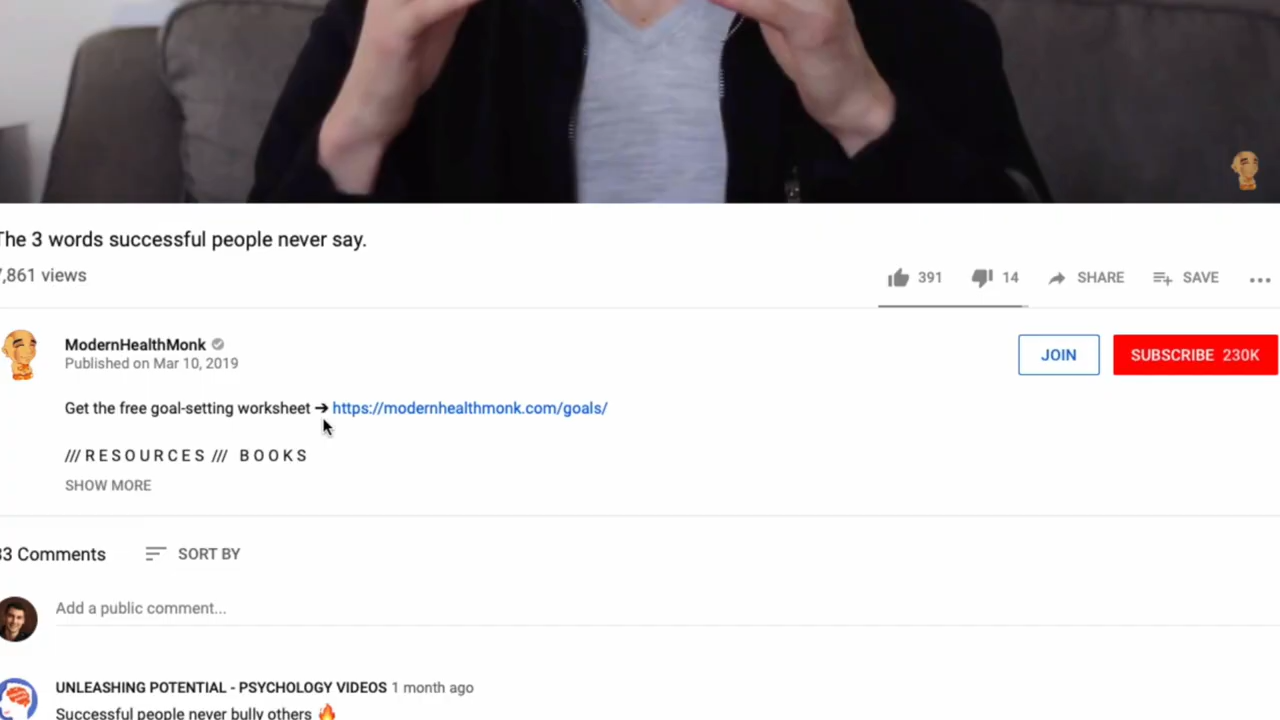 The 3 words successful people never say.
,861 views
391
14
SHARE
SAVE
ModernHealthMonk
Published on Mar 10, 2019
JOIN
SUBSCRIBE 230K
Get the free goal-setting worksheet ➔ https://modernhealthmonk.com/goals/
/// R E S O U R C E S /// B O O K S
SHOW MORE
33 Comments
SORT BY
Add a public comment...
UNLEASHING POTENTIAL - PSYCHOLOGY VIDEOS 1 month ago
Successful people never bully others 🔥